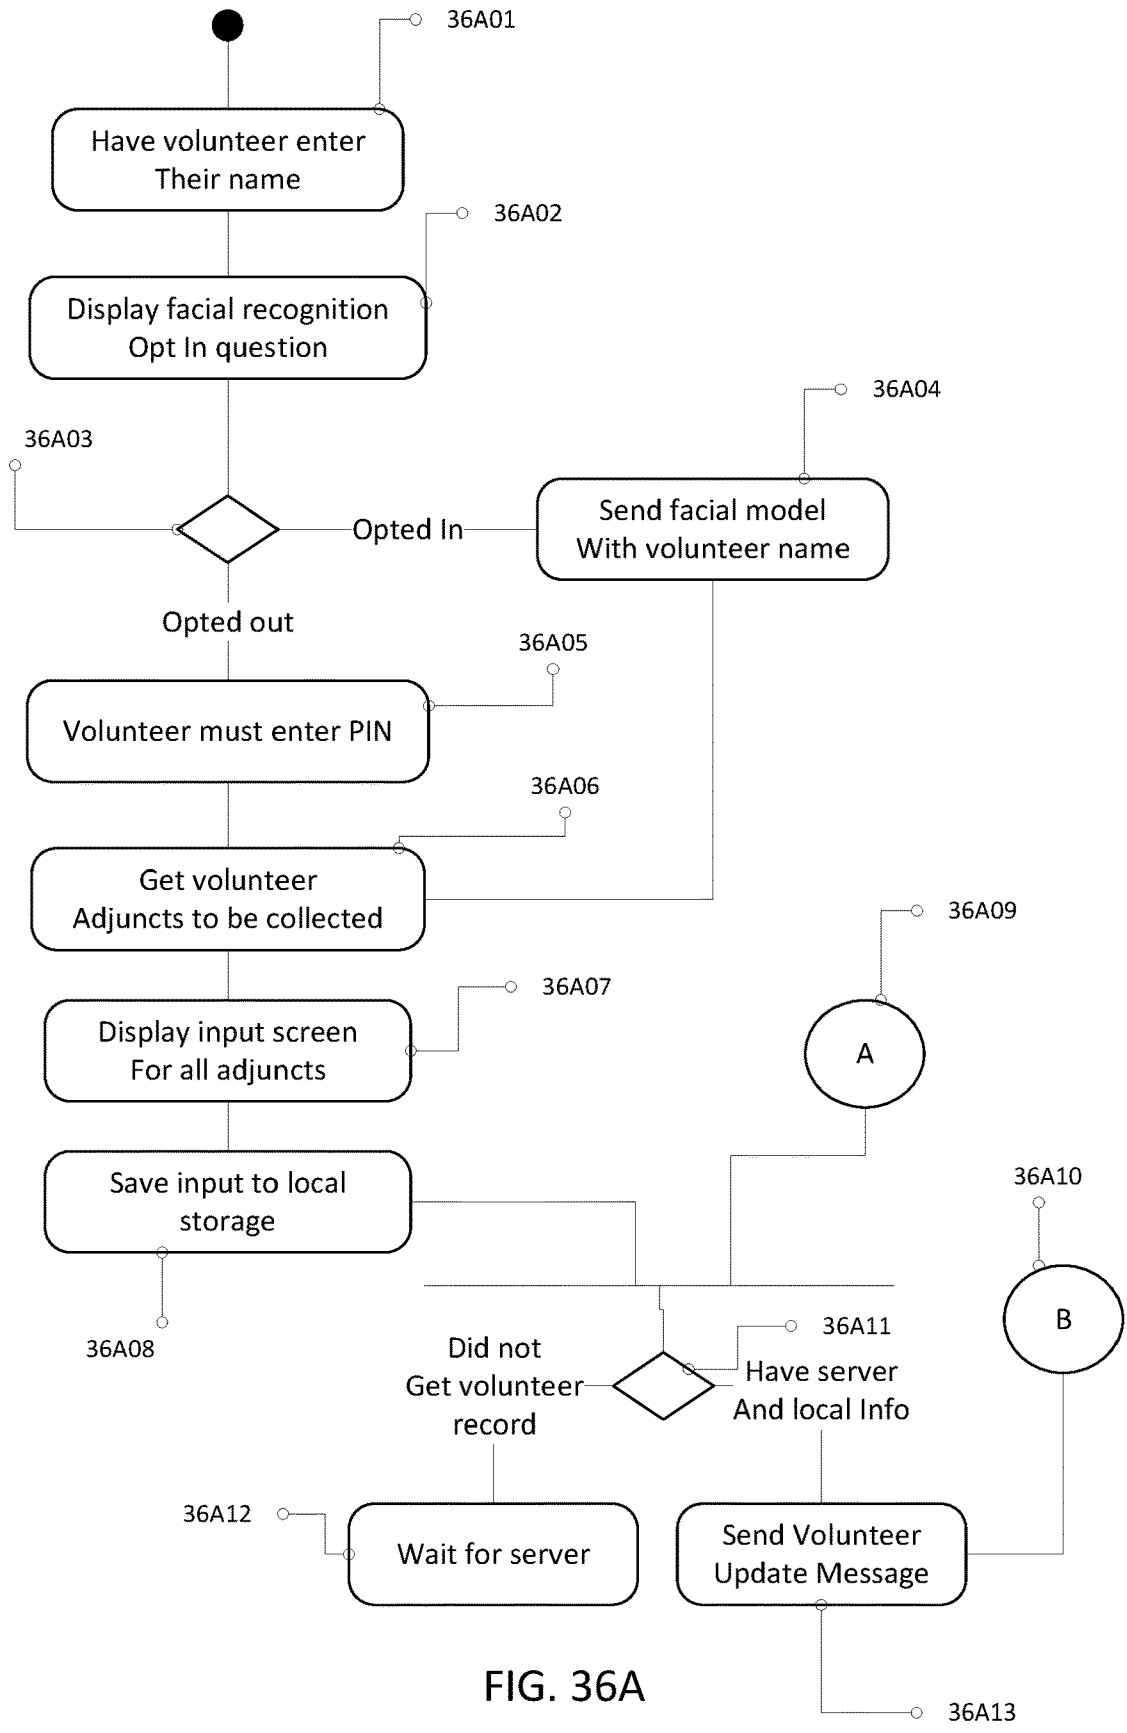 36A01
Have volunteer enter
Their name
36A02
Display facial recognition
Opt In question
36A03
36A04
Opted In
Send facial model
With volunteer name
Opted out
36A05
Volunteer must enter PIN
36A06
Get volunteer
Adjuncts to be collected
36A09
36A07
Display input screen
For all adjuncts
A
Save input to local
storage
36A10
36A08
B
36A11
Did not
Get volunteer
record
Have server
And local Info
36A12
Wait for server
Send Volunteer
Update Message
FIG. 36A
36A13